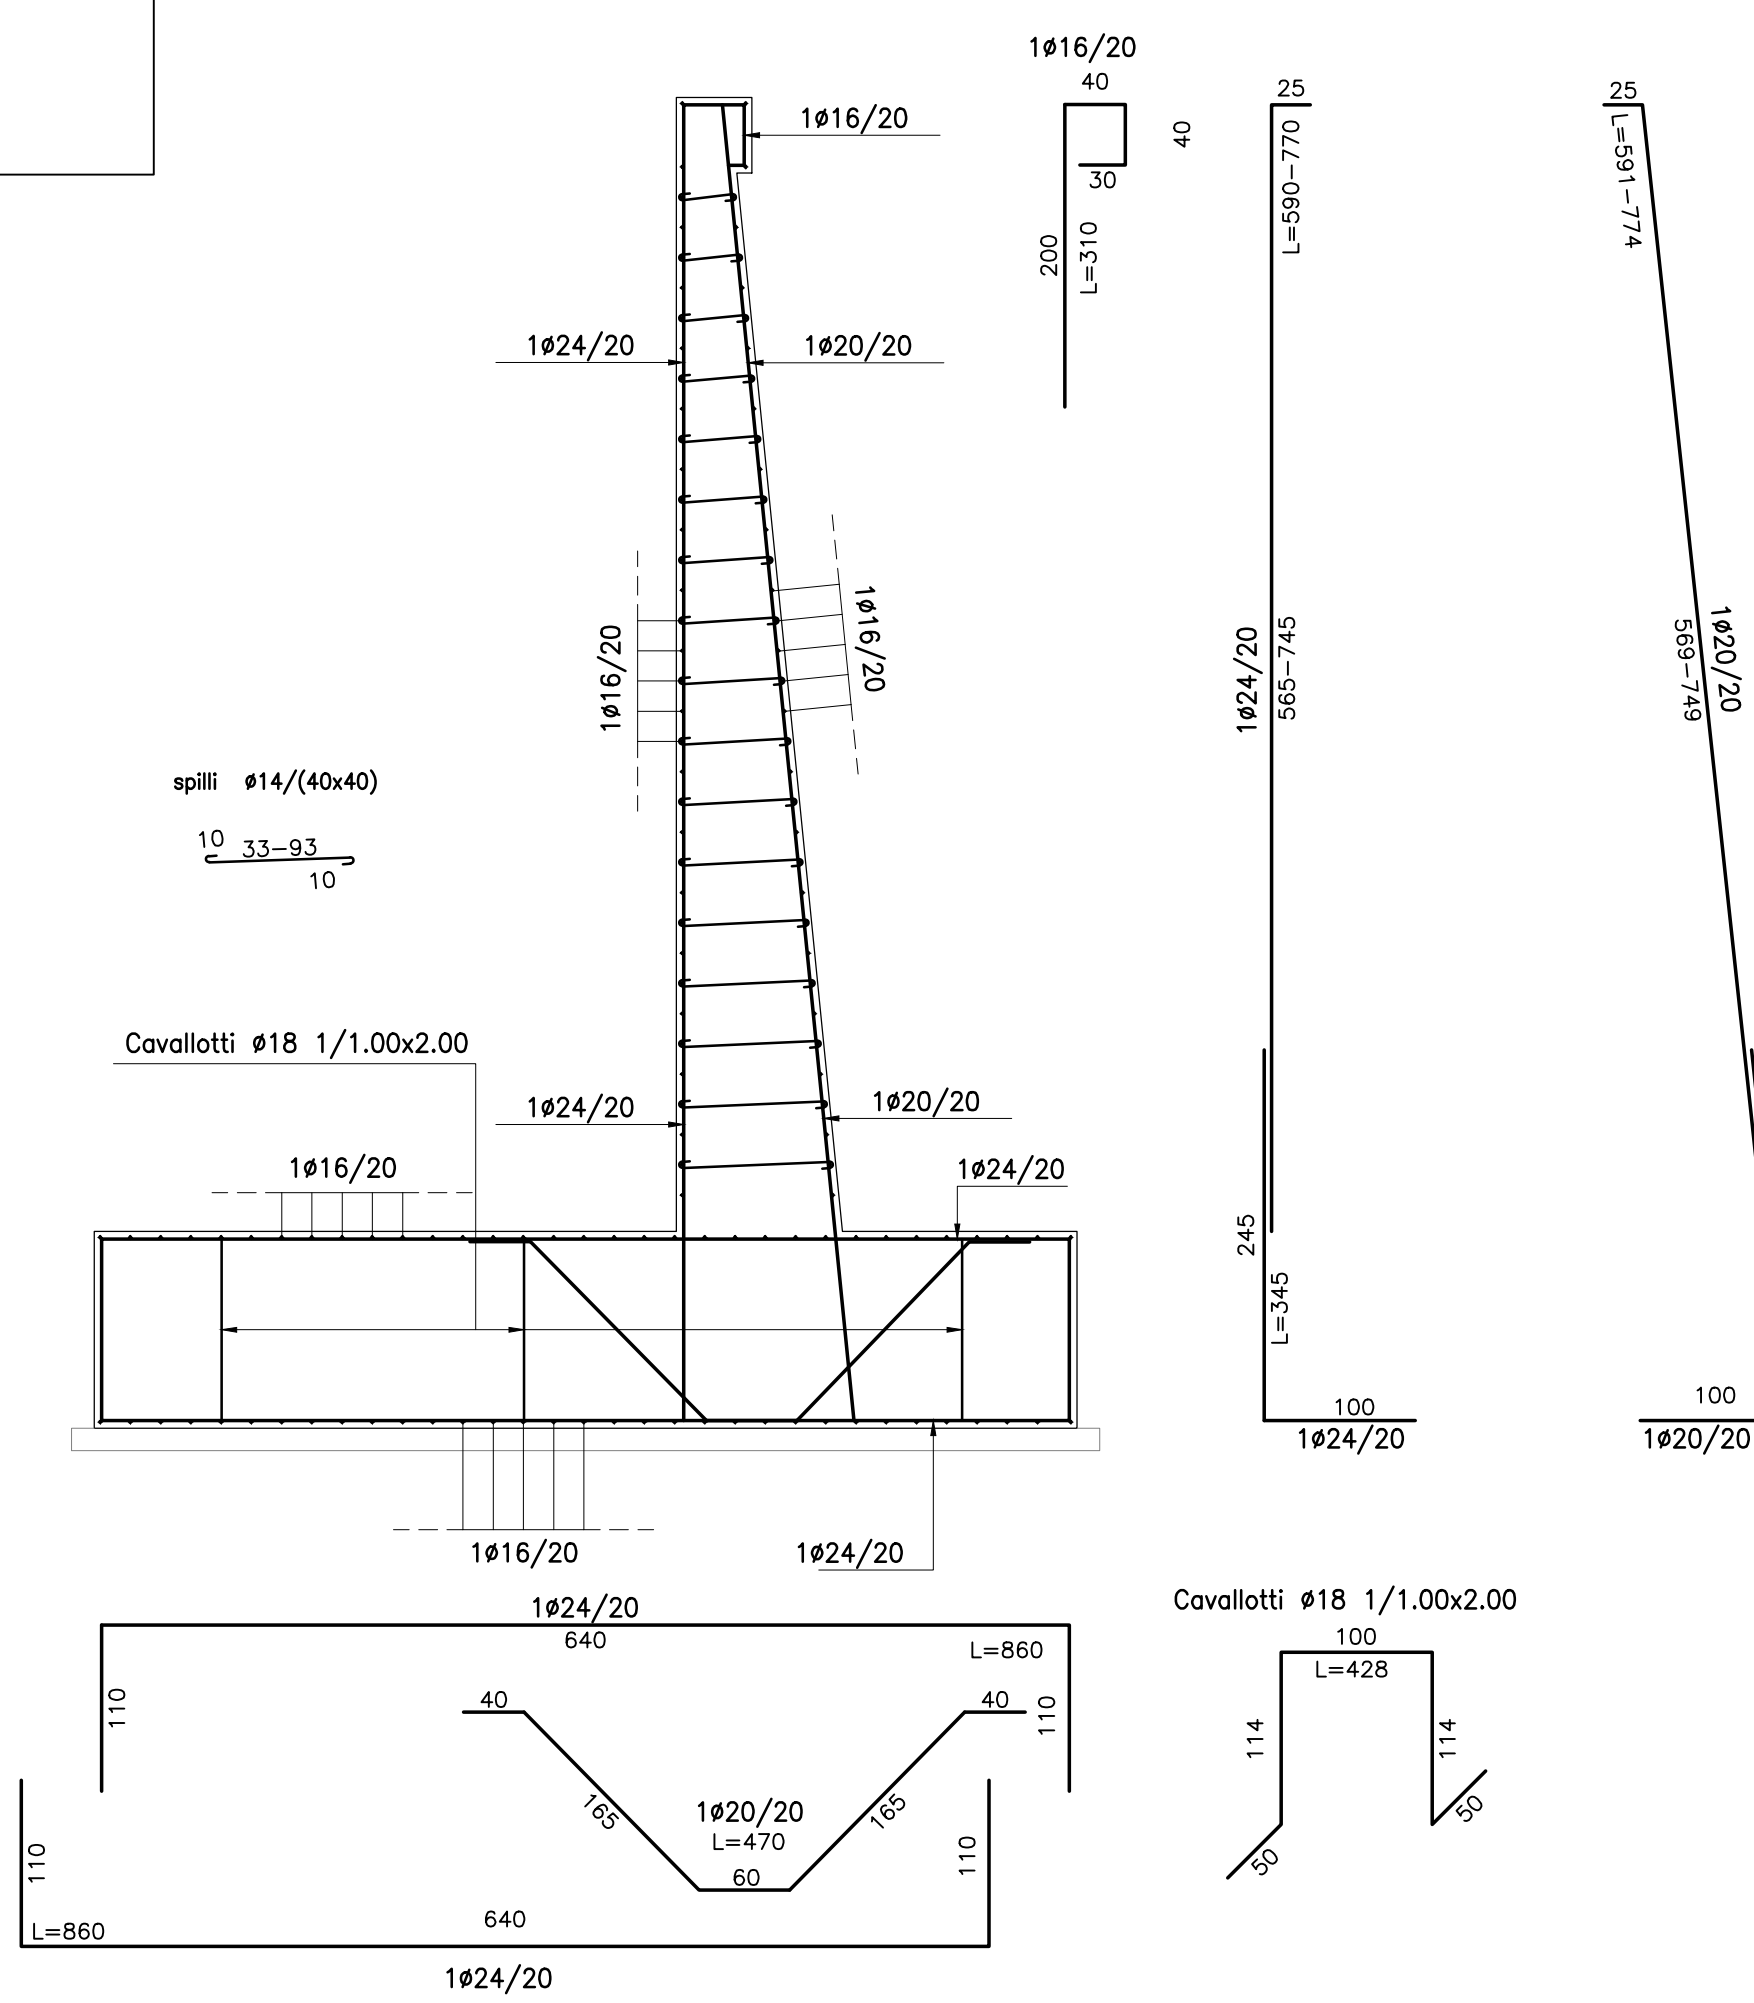 1ø16/20
40
40
30
200
L=310
25
L=590-770
25
L=591-774
1ø16/20
1ø24/20
1ø20/20
1ø16/20
1ø16/20
1ø24/20
565-745
1ø20/20
569-749
spilli ø14/(40x40)
10
33-93
10
Cavallotti ø18 1/1.00x2.00
1ø24/20
1ø20/20
1ø16/20
1ø24/20
245
L=345
100
1ø24/20
100
1ø20/20
1ø16/20
1ø24/20
1ø24/20
640
L=860
110
110
40
40
165
165
1ø20/20
L=470
60
110
110
L=860
640
1ø24/20
Cavallotti ø18 1/1.00x2.00
100
L=428
114
114
50
50